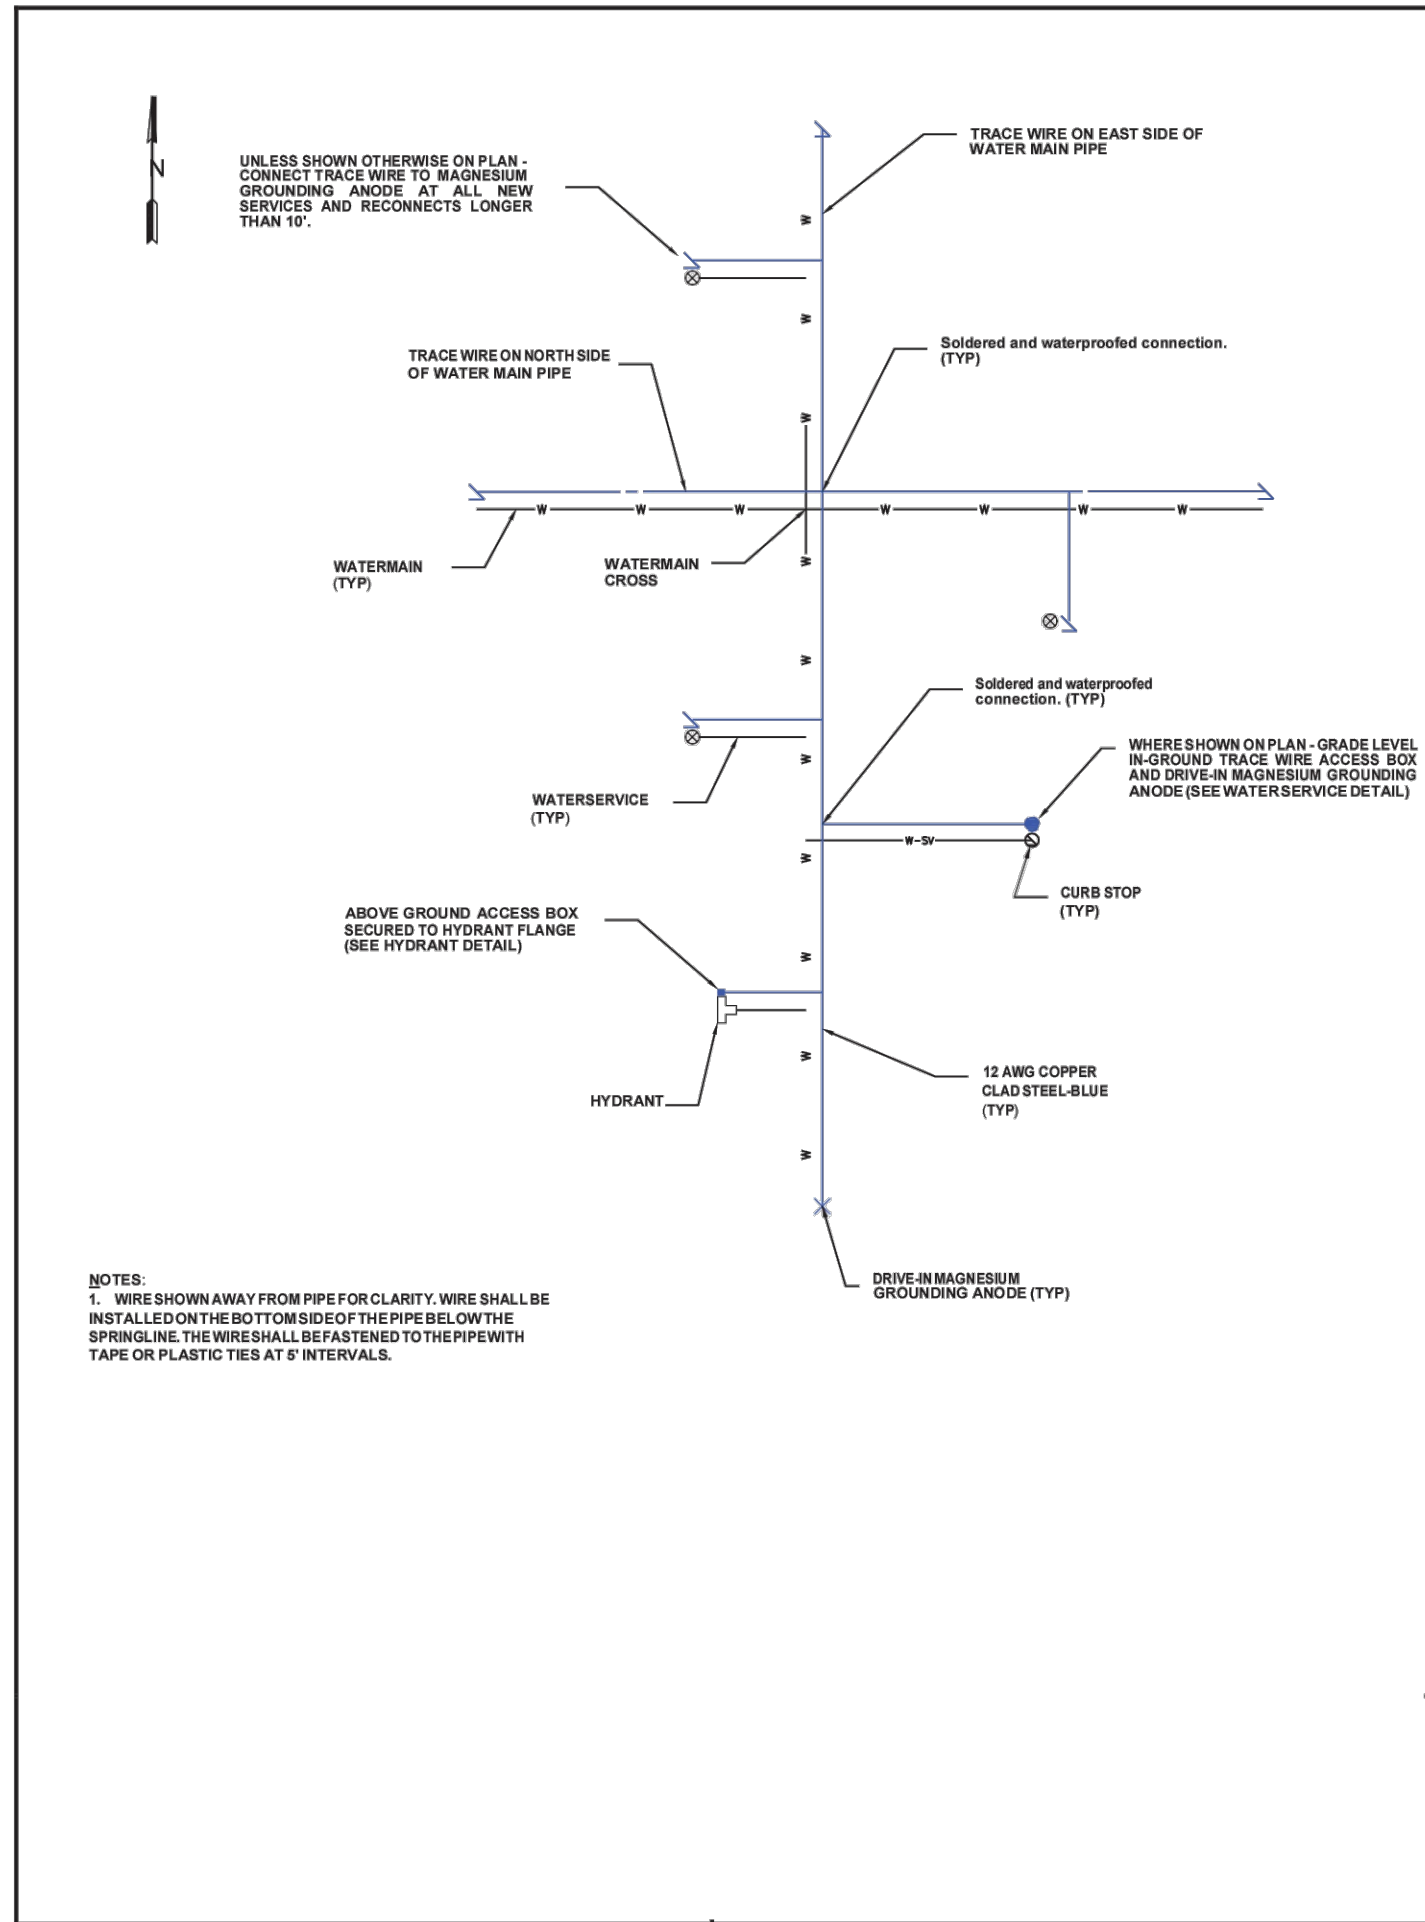 TRACE WIRE ON EAST SIDE OF
WATER MAIN PIPE
N
UNLESS SHOWN OTHERWISE ON PLAN -
CONNECT TRACE WIRE TO MAGNESIUM
GROUNDING ANODE AT ALL NEW
SERVICES AND RECONNECTS LONGER
THAN 10'.
W
W
TRACE WIRE ON NORTH SIDE
OF WATER MAIN PIPE
Soldered and waterproofed connection.
(TYP)
W
W W W W W W W
WATERMAIN
(TYP)
WATERMAIN
CROSS
W
W
Soldered and waterproofed
connection. (TYP)
W
WHERE SHOWN ON PLAN - GRADE LEVEL
IN-GROUND TRACE WIRE ACCESS BOX
AND DRIVE-IN MAGNESIUM GROUNDING
ANODE (SEE WATER SERVICE DETAIL)
WATERSERVICE
(TYP)
W-SV
W
CURB STOP
(TYP)
ABOVE GROUND ACCESS BOX
SECURED TO HYDRANT FLANGE
(SEE HYDRANT DETAIL)
W
W
12 AWG COPPER
CLAD STEEL-BLUE
(TYP)
HYDRANT
W
DRIVE-IN MAGNESIUM
GROUNDING ANODE (TYP)
NOTES:
1. WIRE SHOWN AWAY FROM PIPE FOR CLARITY. WIRE SHALL BE
INSTALLED ON THE BOTTOM SIDE OF THE PIPE BELOW THE
SPRINGLINE. THE WIRE SHALL BE FASTENED TO THE PIPE WITH
TAPE OR PLASTIC TIES AT 5' INTERVALS.